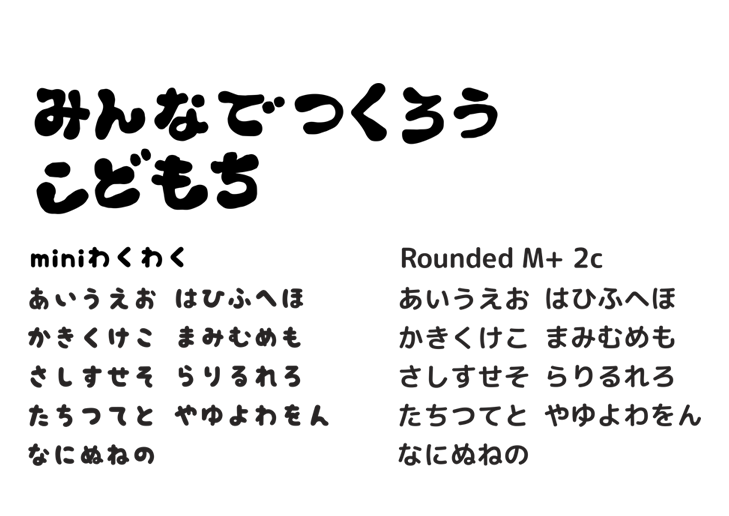 みんなでつくろう
こどもち
miniわくわく
あいうえお はひふへほ
かきくけこ まみむめも
さしすせそ らりるれろ
たちつてと やゆよわをん
なにぬねの
Rounded M+ 2c
あいうえお はひふへほ
かきくけこ まみむめも
さしすせそ らりるれろ
たちつてと やゆよわをん
なにぬねの